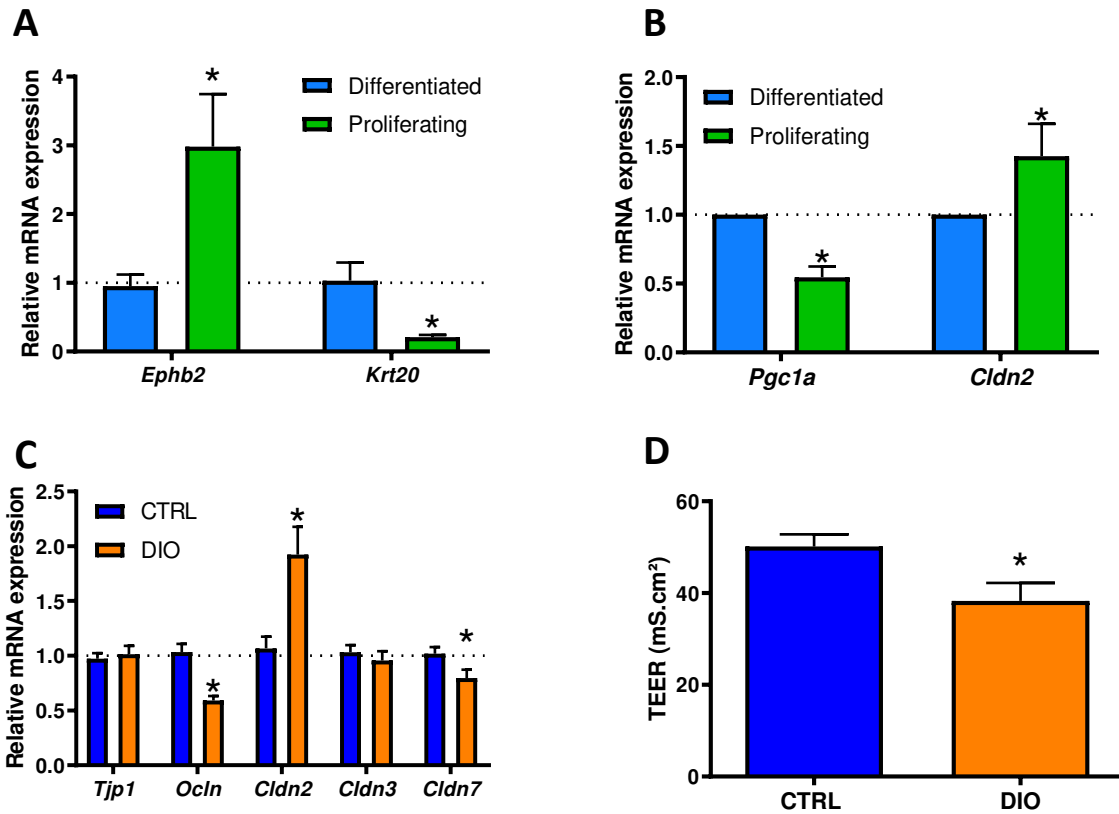 A
Relative mRNA expression
4
3
2
1
0
*
*
Differentiated
Proliferating
Ephb2 Krt20
B
Relative mRNA expression
2.0
1.5
1.0
0.5
0.0
Differentiated
Proliferating
*
*
Pgc1a Cldn2
C
Relative mRNA expression
2.5
2.0
1.5
1.0
0.5
0.0
CTRL
DIO
*
*
*
Tjp1 Ocln Cldn2 Cldn3 Cldn7
D
TEER (mS.cm²)
60
40
20
0
*
CTRL DIO